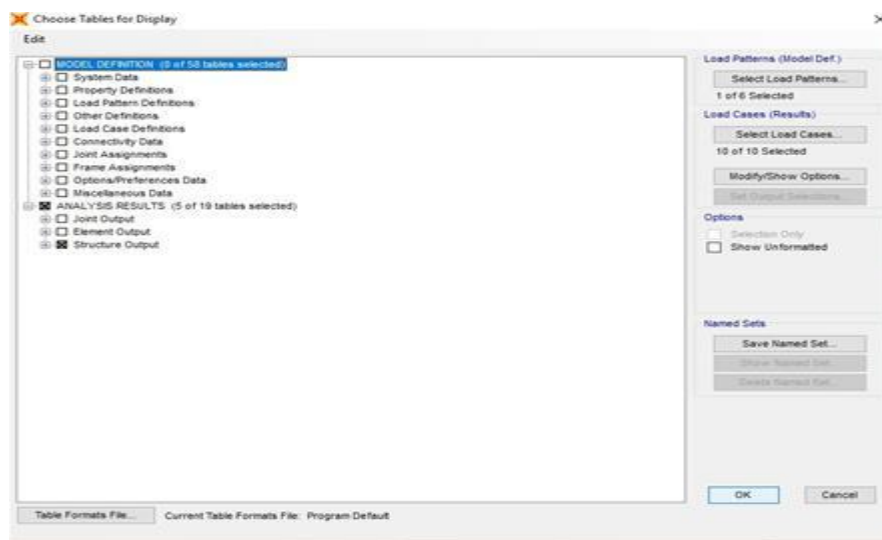 Choose Tables for Display
Edit
MODEL DEFINITION (0 of 58 tables selected)
System Data
Property Definitions
Load Pattern Definitions
Other Definitions
Load Case Definitions
Connectivity Data
Joint Assignments
Frame Assignments
Options/Preferences Data
Miscellaneous Data
ANALYSIS RESULTS (5 of 19 tables selected)
Joint Output
Element Output
Structure Output
Load Patterns (Model Def.)
Select Load Patterns...
1 of 6 Selected
Load Cases (Results)
Select Load Cases...
10 of 10 Selected
Modify/Show Options...
Set Output Selections...
Options
Selection Only
Show Unformatted
Named Sets
Save Named Set...
Show Named Set...
Delete Named Set...
OK
Cancel
Table Formats File...
Current Table Formats File: Program Default